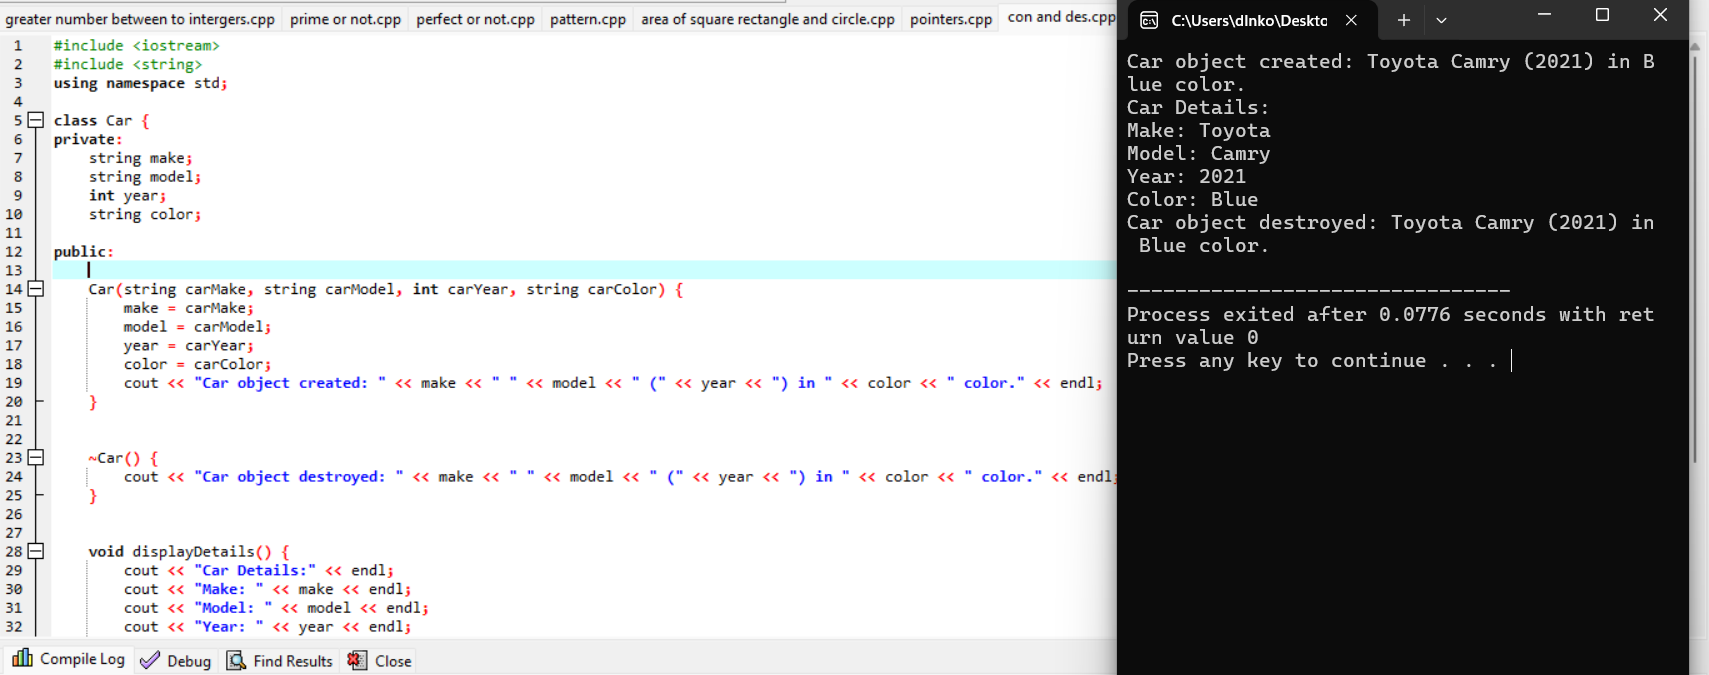 greater number between to intergers.cpp prime or not.cpp perfect or not.cpp pattern.cpp area of square rectangle and circle.cpp pointers.cpp con and des.cpp
1 #include <iostream>
2 #include <string>
3 using namespace std;
4
5 class Car {
6 private:
7 string make;
8 string model;
9 int year;
10 string color;
11
12 public:
13
14 Car(string carMake, string carModel, int carYear, string carColor) {
15 make = carMake;
16 model = carModel;
17 year = carYear;
18 color = carColor;
19 cout << "Car object created: " << make << " " << model << " (" << year << ") in " << color << " color." << endl;
20 }
21
22
23 ~Car() {
24 cout << "Car object destroyed: " << make << " " << model << " (" << year << ") in " << color << " color." << endl;
25 }
26
27
28 void displayDetails() {
29 cout << "Car Details:" << endl;
30 cout << "Make: " << make << endl;
31 cout << "Model: " << model << endl;
32 cout << "Year: " << year << endl;
Compile Log Debug Find Results Close
C:\Users\dlnko\Deskto
Car object created: Toyota Camry (2021) in B
lue color.
Car Details:
Make: Toyota
Model: Camry
Year: 2021
Color: Blue
Car object destroyed: Toyota Camry (2021) in
Blue color.
--------------------------------
Process exited after 0.0776 seconds with ret
urn value 0
Press any key to continue . . .